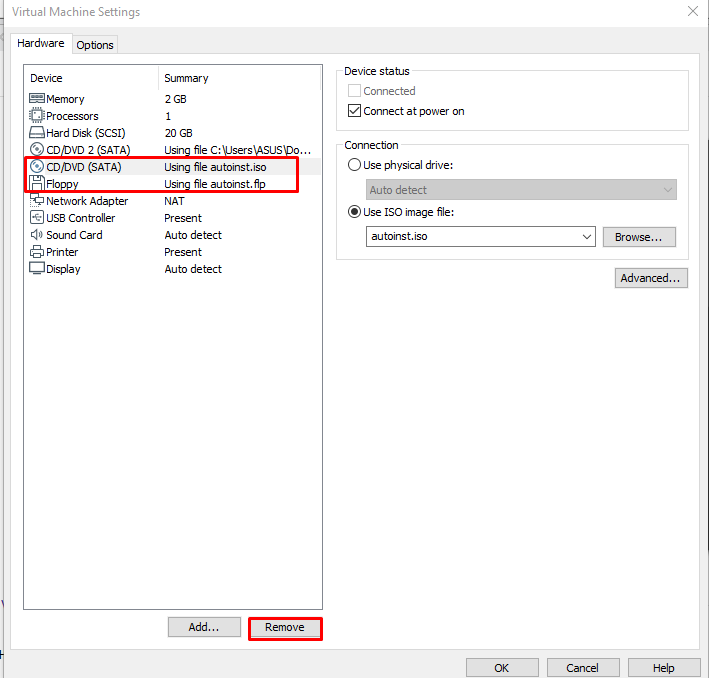 Virtual Machine Settings
Hardware Options
Device Summary
Memory 2 GB
Processors 1
Hard Disk (SCSI) 20 GB
CD/DVD 2 (SATA) Using file C:\Users\ASUS\Do...
CD/DVD (SATA) Using file autoinst.iso
Floppy Using file autoinst.flp
Network Adapter NAT
USB Controller Present
Sound Card Auto detect
Printer Present
Display Auto detect
Add... Remove
Device status
Connected
Connect at power on
Connection
Use physical drive:
Auto detect
Use ISO image file:
autoinst.iso Browse...
Advanced...
OK Cancel Help